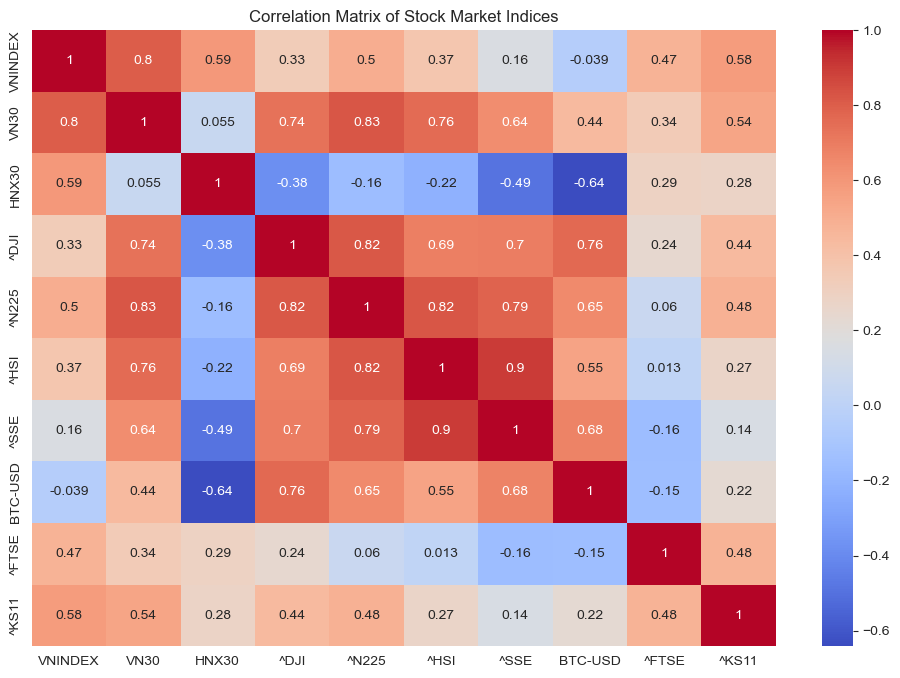 Correlation Matrix of Stock Market Indices
VNINDEX 1 0.8 0.59 0.33 0.5 0.37 0.16 -0.039 0.47 0.58
VN30 0.8 1 0.055 0.74 0.83 0.76 0.64 0.44 0.34 0.54
HNX30 0.59 0.055 1 -0.38 -0.16 -0.22 -0.49 -0.64 0.29 0.28
^DJI 0.33 0.74 -0.38 1 0.82 0.69 0.7 0.76 0.24 0.44
^N225 0.5 0.83 -0.16 0.82 1 0.82 0.79 0.65 0.06 0.48
^HSI 0.37 0.76 -0.22 0.69 0.82 1 0.9 0.55 0.013 0.27
^SSE 0.16 0.64 -0.49 0.7 0.79 0.9 1 0.68 -0.16 0.14
BTC-USD -0.039 0.44 -0.64 0.76 0.65 0.55 0.68 1 -0.15 0.22
^FTSE 0.47 0.34 0.29 0.24 0.06 0.013 -0.16 -0.15 1 0.48
^KS11 0.58 0.54 0.28 0.44 0.48 0.27 0.14 0.22 0.48 1
VNINDEX VN30 HNX30 ^DJI ^N225 ^HSI ^SSE BTC-USD ^FTSE ^KS11
1.0
0.8
0.6
0.4
0.2
0.0
−0.2
−0.4
−0.6